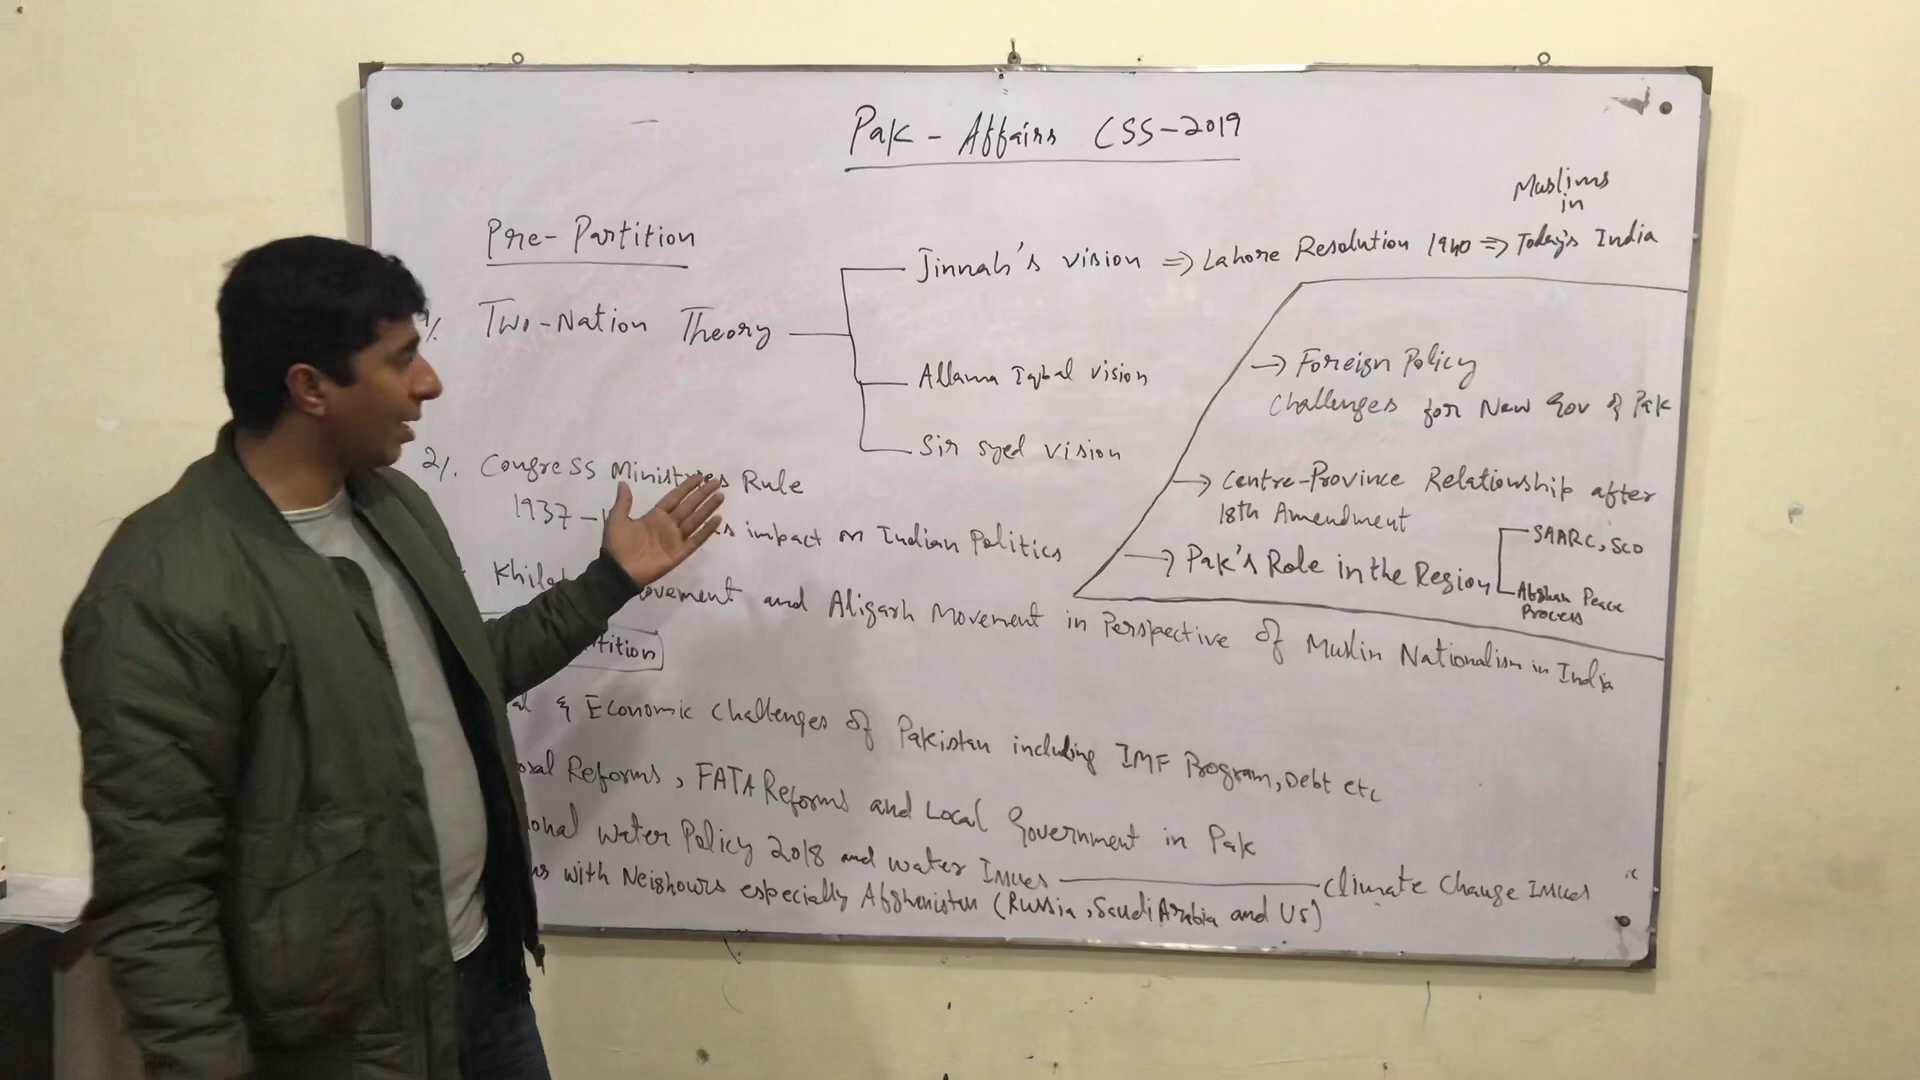 Pak - Affairs CSS-2019
Pre-Partition
Muslims
in
Jinnah's vision => Lahore Resolution 1940 => Today's India
1/. Two-Nation Theory
Allama Iqbal vision
Sir syed vision
2/. Congress Ministries Rule
1937- impact on Indian Politics
Movement and Aligarh Movement in Perspective of Muslim Nationalism in India
→ Foreign Policy
Challenges for New Gov of Pak
→ Centre-Province Relationship after
18th Amendment
→ Pak's Role in the Region
SAARC, SCO
Afghan Peace
Process
& Economic Challenges of Pakistan including IMF Program, Debt etc
Reforms, FATA Reforms and Local Government in Pak
Water Policy 2018 and water Issues — Climate Change Issues
with Neighours especially Afghanistan (Russia, Saudi Arabia and US)